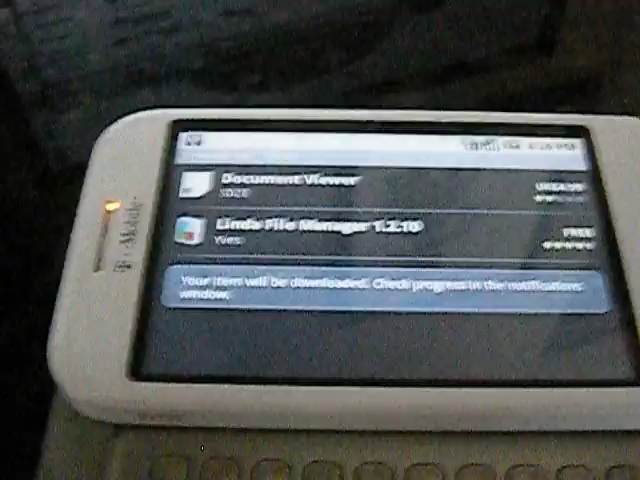 Document Viewer
Linda File Manager 1.2.10
Yves
FREE
Your item will be downloaded. Check progress in the notifications
window.
T-Mobile